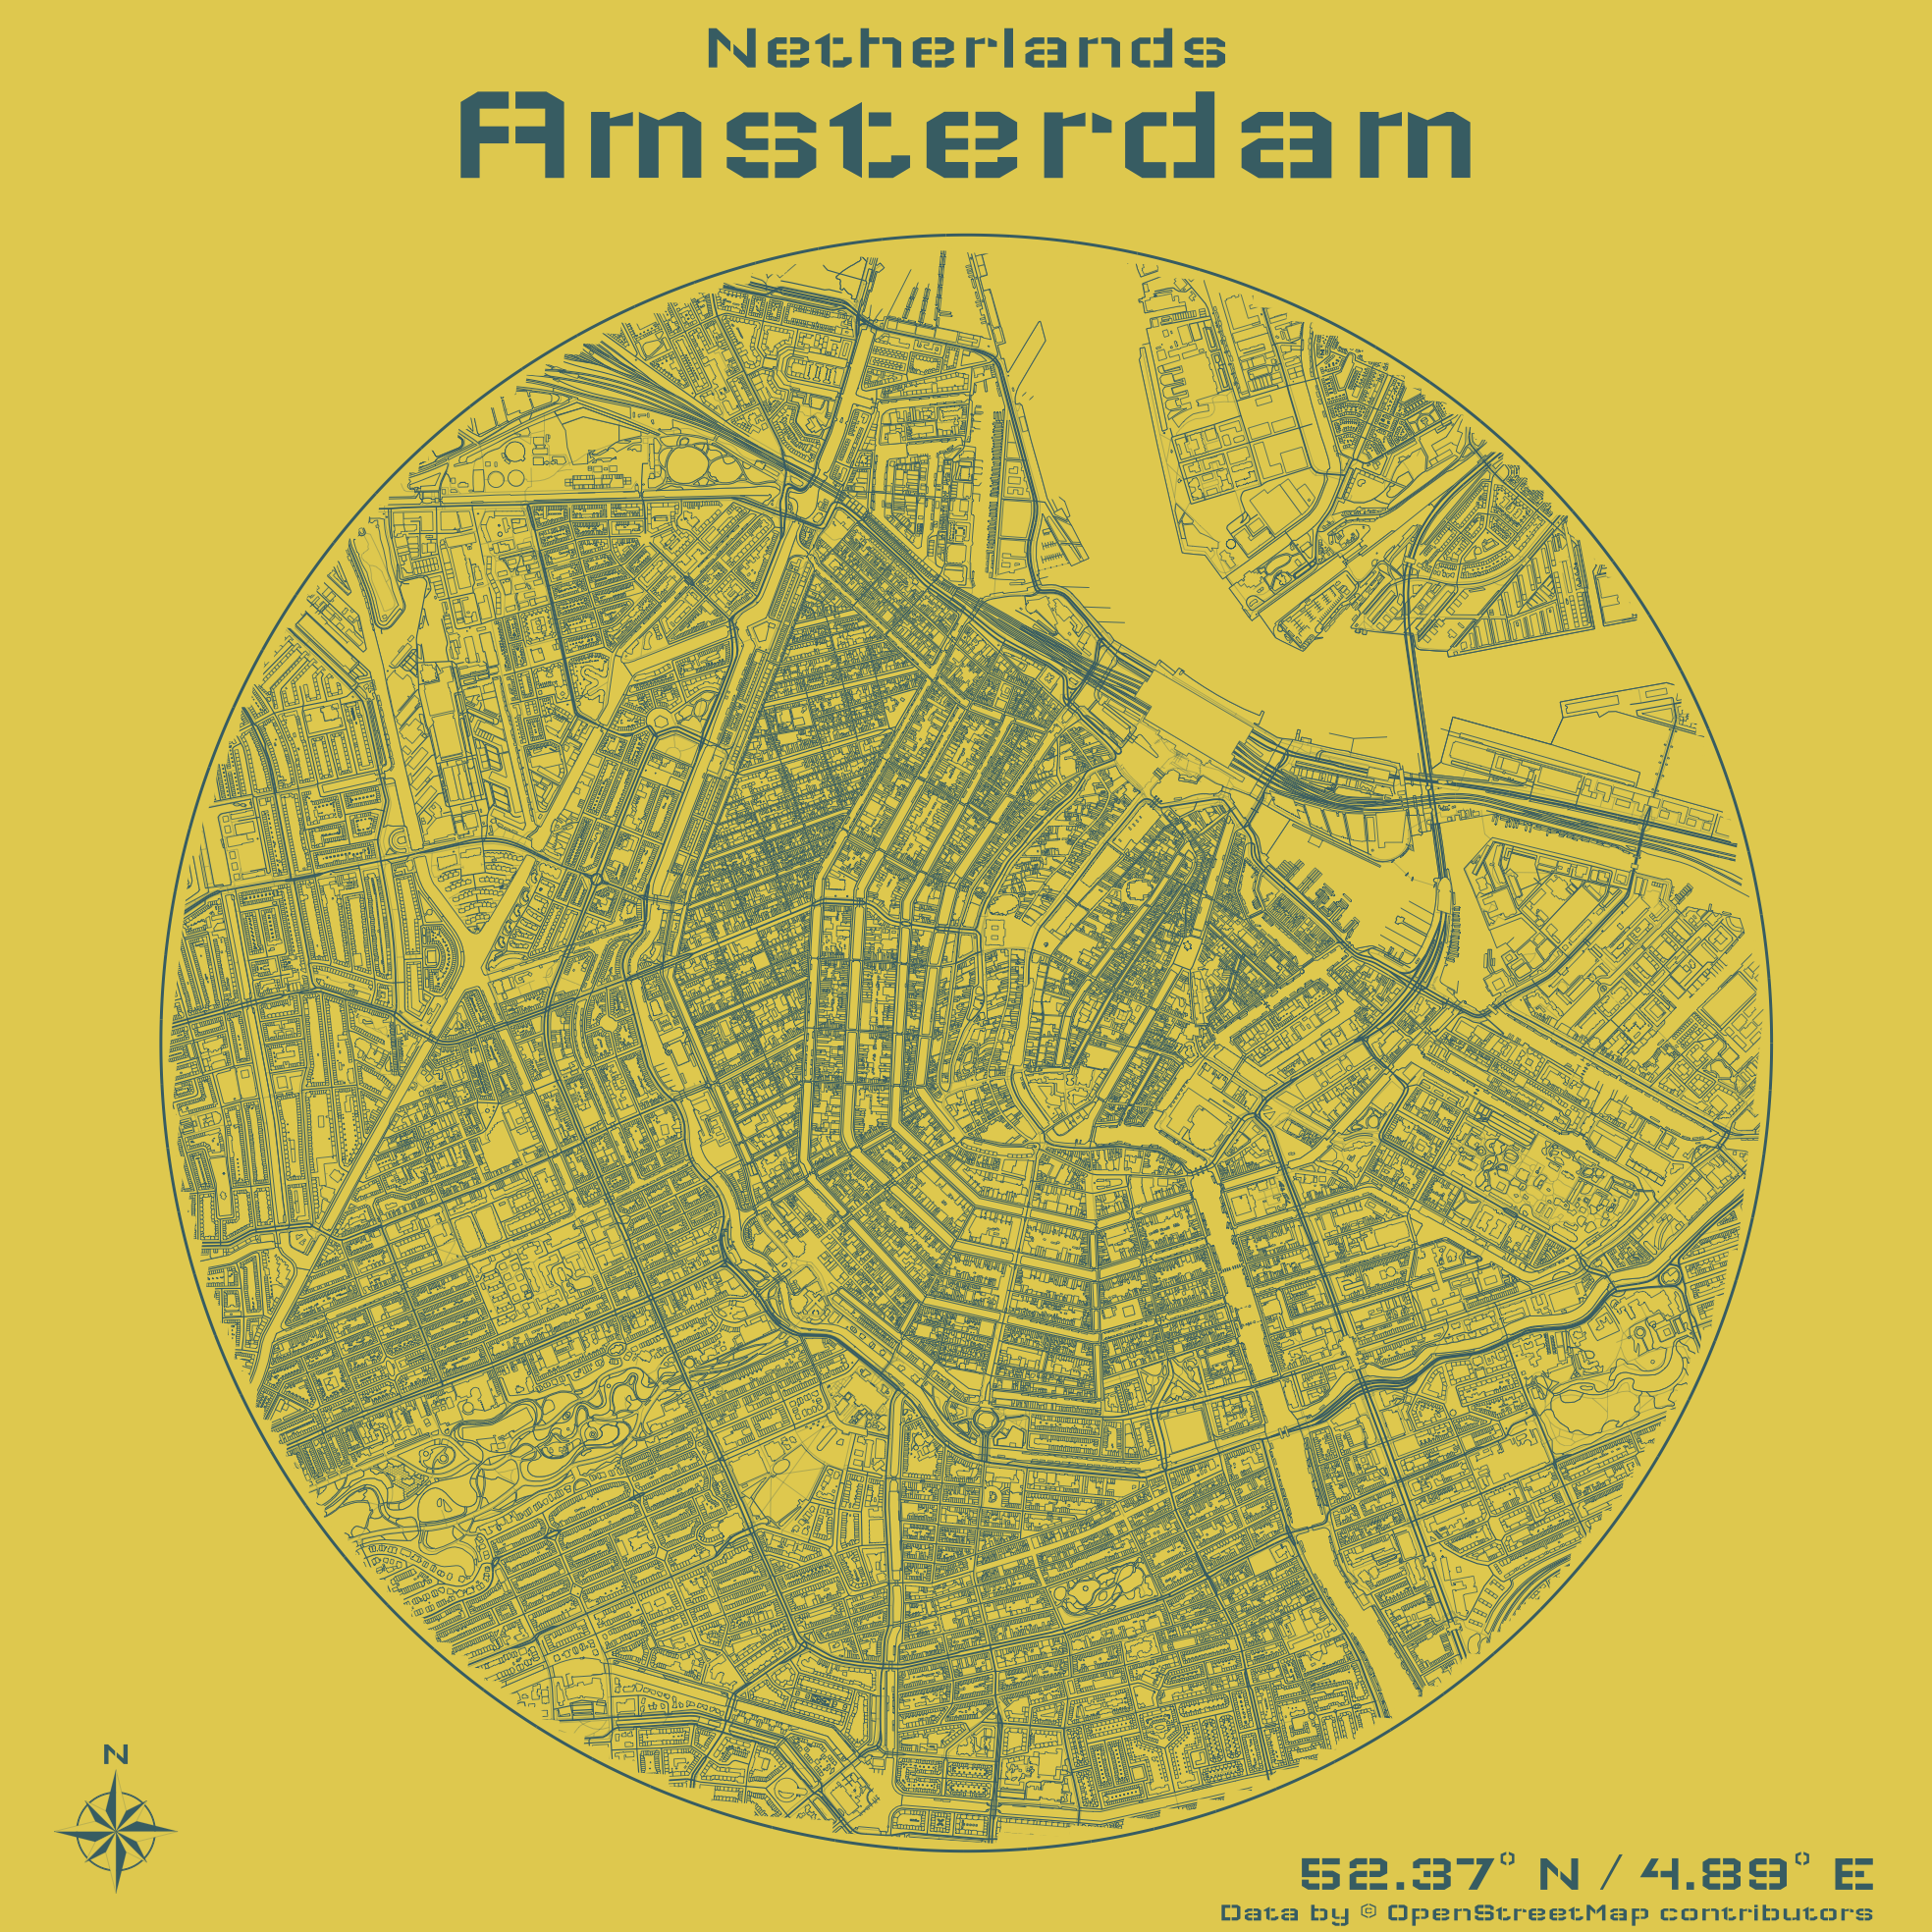 Netherlands
Amsterdam
N
52.37° N / 4.89° E
Data by © OpenStreetMap contributors